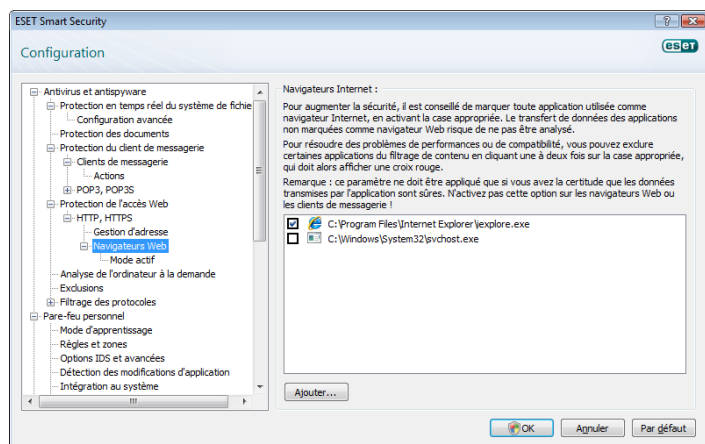 ESET Smart Security
Configuration
eset
Antivirus et antispyware
Protection en temps réel du système de fichie
Configuration avancée
Protection des documents
Protection du client de messagerie
Clients de messagerie
Actions
POP3, POP3S
Protection de l'accès Web
HTTP, HTTPS
Gestion d'adresse
Navigateurs Web
Mode actif
Analyse de l'ordinateur à la demande
Exclusions
Filtrage des protocoles
Pare-feu personnel
Mode d'apprentissage
Règles et zones
Options IDS et avancées
Détection des modifications d'application
Intégration au système
Navigateurs Internet :
Pour augmenter la sécurité, il est conseillé de marquer toute application utilisée comme
navigateur Internet, en activant la case appropriée. Le transfert de données des applications
non marquées comme navigateur Web risque de ne pas être analysé.
Pour résoudre des problèmes de performances ou de compatibilité, vous pouvez exclure
certaines applications du filtrage de contenu en cliquant une à deux fois sur la case appropriée,
qui doit alors afficher une croix rouge.
Remarque : ce paramètre ne doit être appliqué que si vous avez la certitude que les données
transmises par l'application sont sûres. N'activez pas cette option sur les navigateurs Web ou
les clients de messagerie !
C:\Program Files\Internet Explorer\iexplore.exe
C:\Windows\System32\svchost.exe
Ajouter...
OK
Annuler
Par défaut